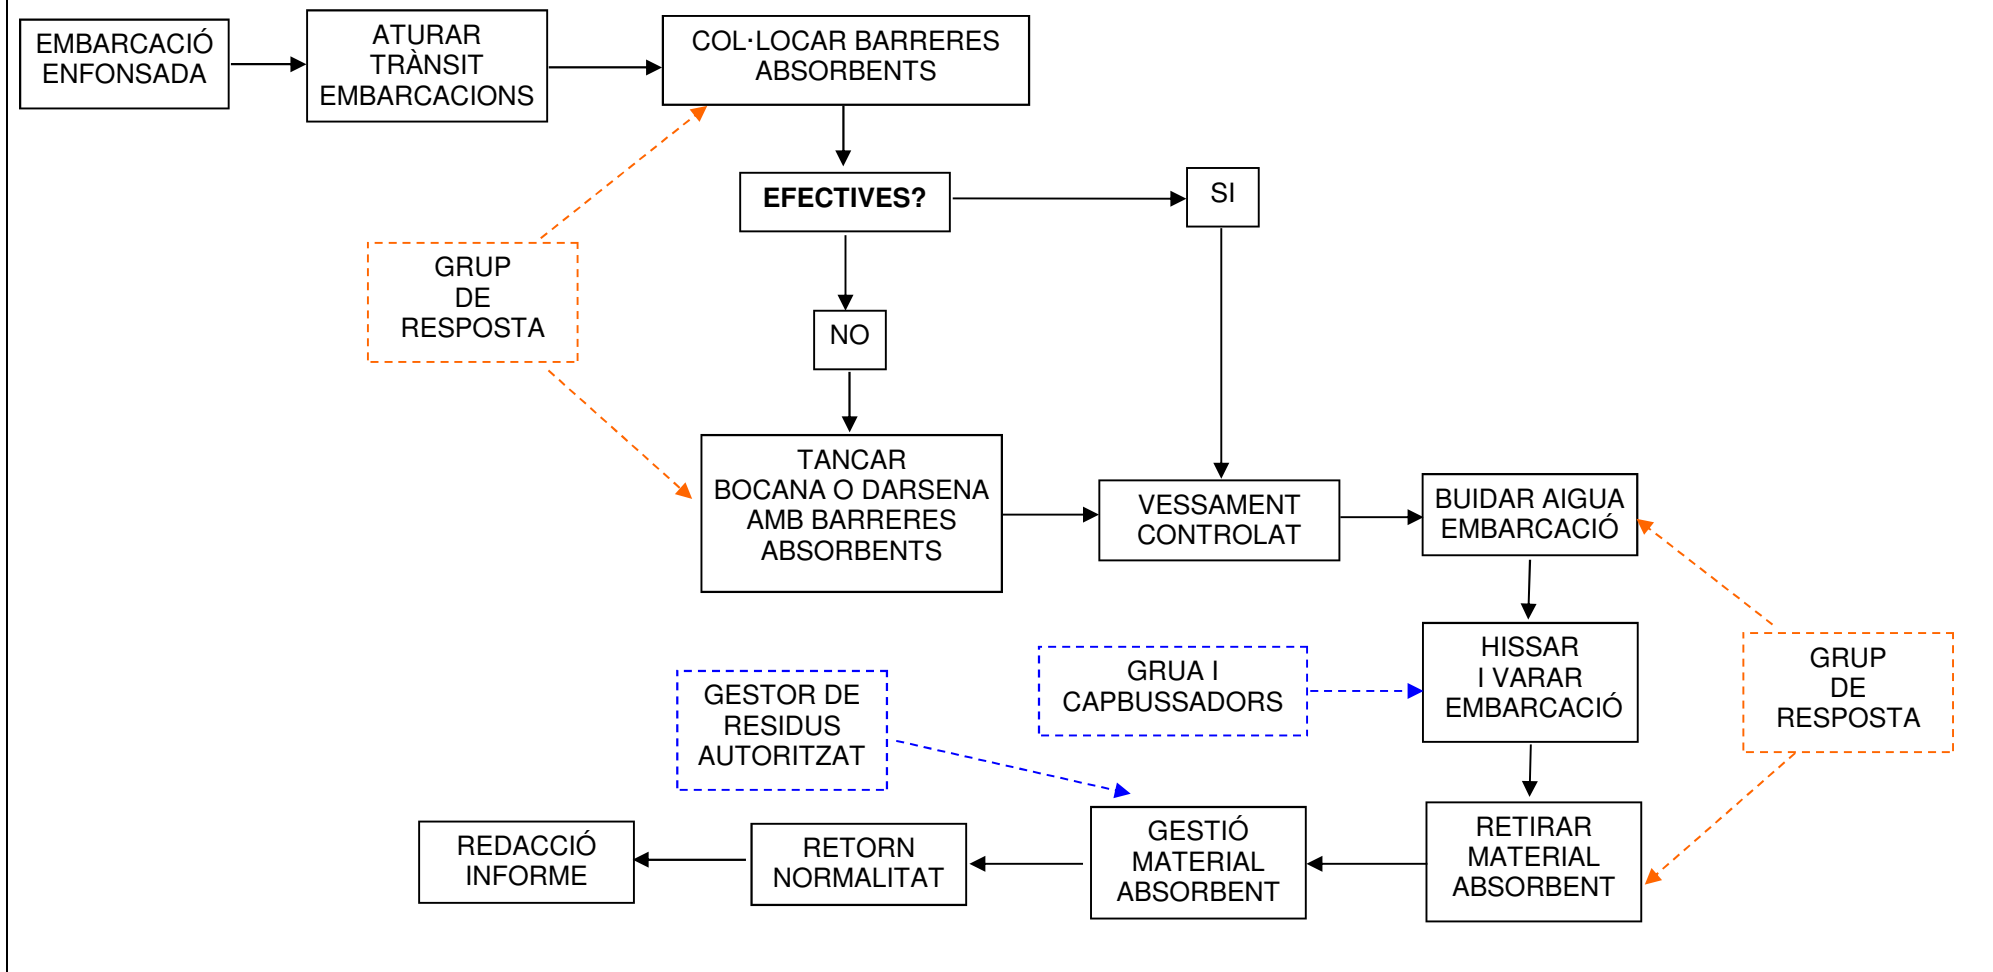 EMBARCACIÓ
ENFONSADA
ATURAR
TRÀNSIT
EMBARCACIONS
COL·LOCAR BARRERES
ABSORBENTS
EFECTIVES?
SI
GRUP
DE
RESPOSTA
NO
TANCAR
BOCANA O DARSENA
AMB BARRERES
ABSORBENTS
VESSAMENT
CONTROLAT
BUIDAR AIGUA
EMBARCACIÓ
HISSAR
I VARAR
EMBARCACIÓ
GRUP
DE
RESPOSTA
GRUA I
CAPBUSSADORS
GESTOR DE
RESIDUS
AUTORITZAT
RETIRAR
MATERIAL
ABSORBENT
GESTIÓ
MATERIAL
ABSORBENT
RETORN
NORMALITAT
REDACCIÓ
INFORME